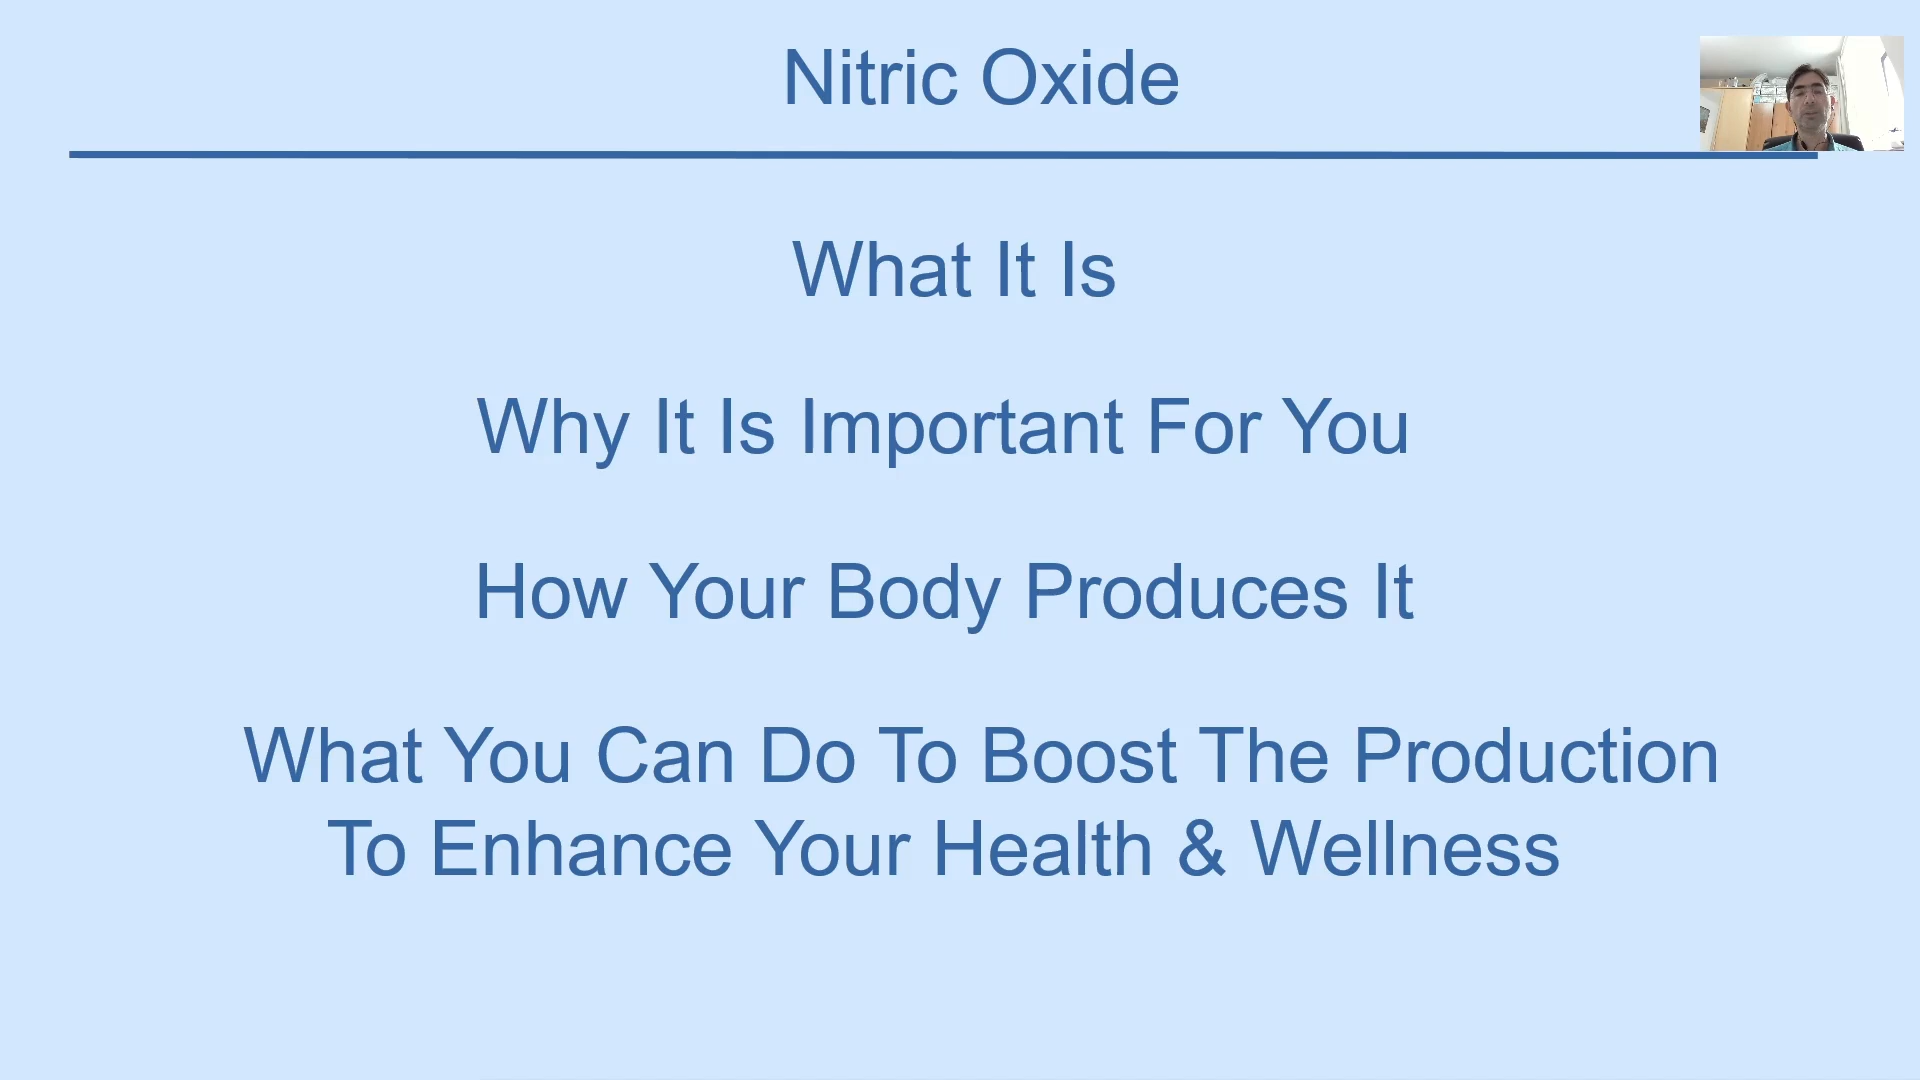 Nitric Oxide
What It Is
Why It Is Important For You
How Your Body Produces It
What You Can Do To Boost The Production
To Enhance Your Health & Wellness